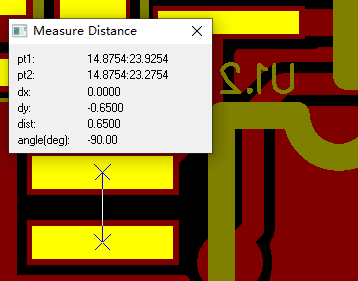 Measure Distance
pt1: 14.8754:23.9254
pt2: 14.8754:23.2754
dx: 0.0000
dy: -0.6500
dist: 0.6500
angle(deg): -90.00
U1.2